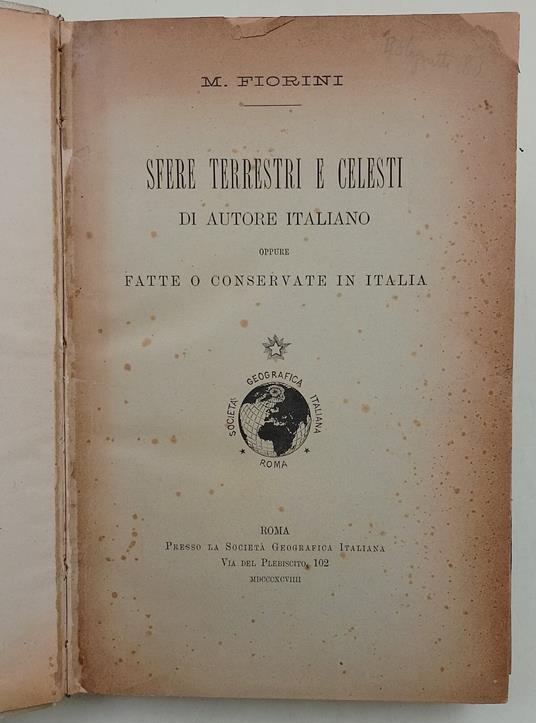 M. FIORINI
SFERE TERRESTRI E CELESTI
DI AUTORE ITALIANO
OPPURE
FATTE O CONSERVATE IN ITALIA
SOCIETÀ GEOGRAFICA ITALIANA
ROMA
ROMA
PRESSO LA SOCIETÀ GEOGRAFICA ITALIANA
VIA DEL PLEBISCITO, 102
MDCCCXCVIIII